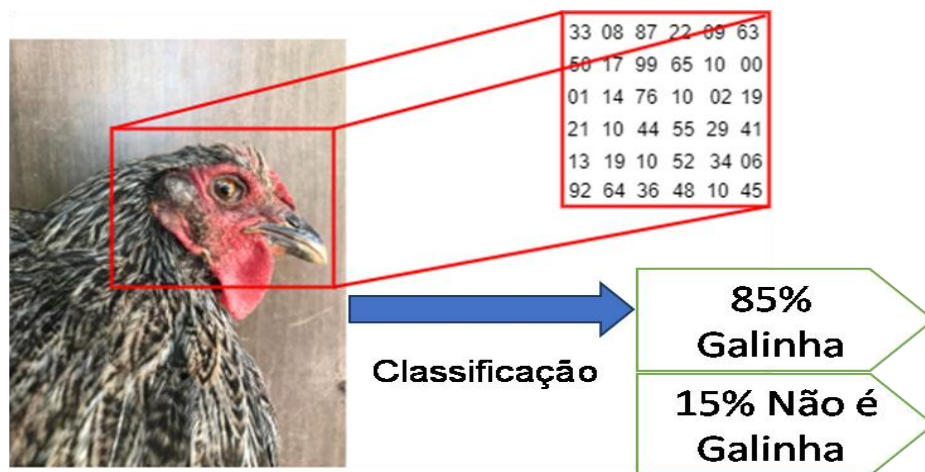 33 08 87 22 09 63
50 17 99 65 10 00
01 14 76 10 02 19
21 10 44 55 29 41
13 19 10 52 34 06
92 64 36 48 10 45
85%
Galinha
Classificação
15% Não é
Galinha